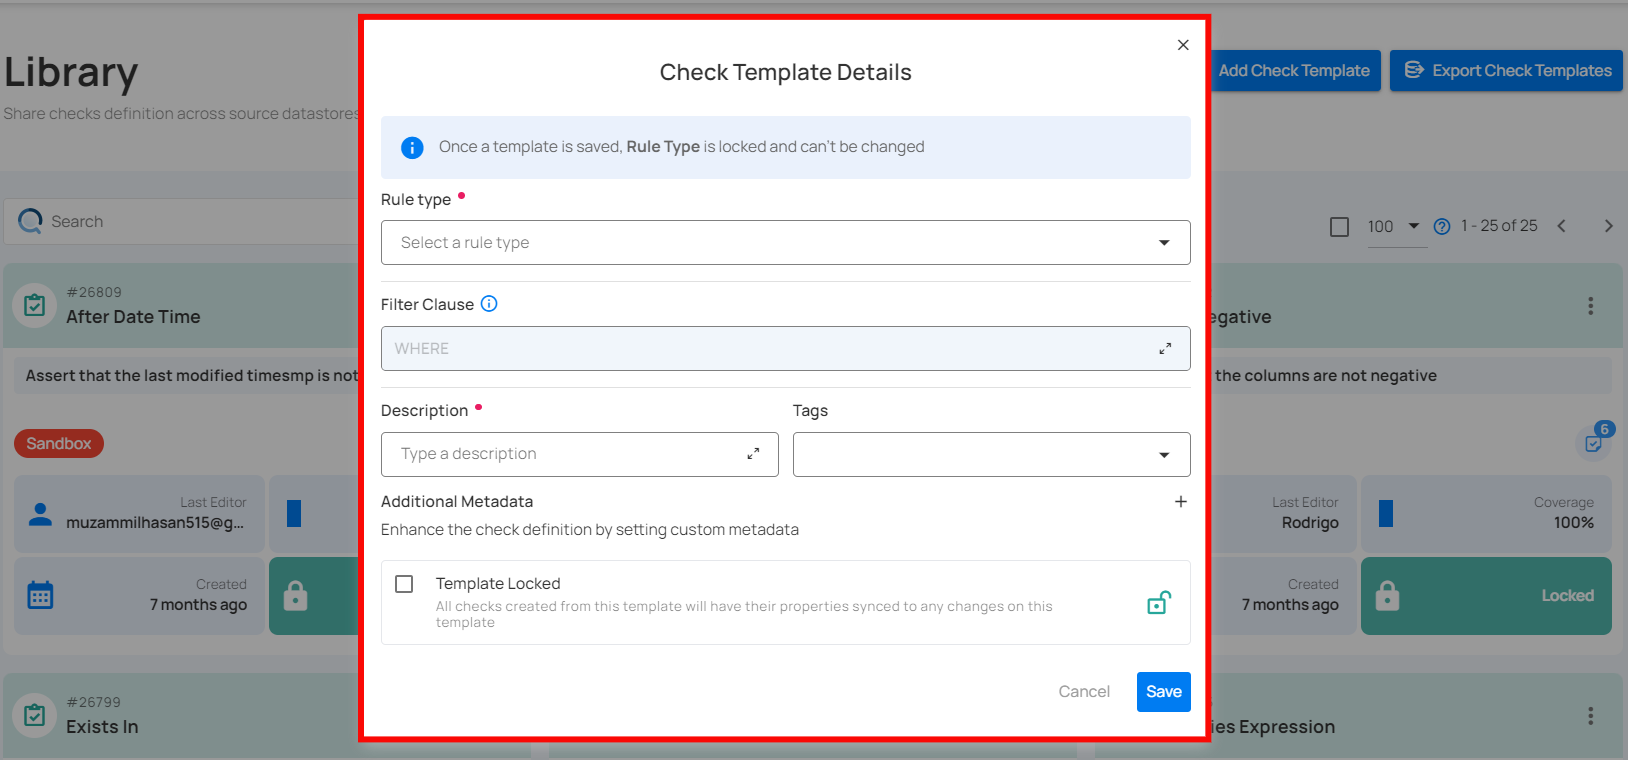 Library
Share checks definition across source datastores
Add Check Template
Export Check Templates
Search
100
1 - 25 of 25
#26809
After Date Time
Assert that the last modified timesmp is not
Sandbox
Last Editor
muzammilhasan515@g...
Created
7 months ago
#26799
Exists In
Check Template Details
Once a template is saved, Rule Type is locked and can't be changed
Rule type
Select a rule type
Filter Clause
WHERE
Description
Tags
Type a description
Additional Metadata
Enhance the check definition by setting custom metadata
Template Locked
All checks created from this template will have their properties synced to any changes on this
template
Cancel
Save
egative
the columns are not negative
6
Last Editor
Rodrigo
Coverage
100%
Created
7 months ago
Locked
ies Expression